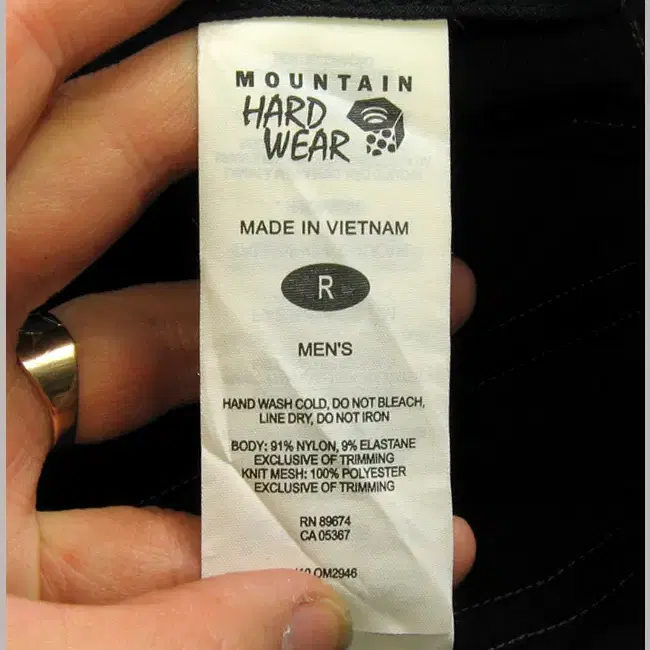 MOUNTAIN
HARD
WEAR
MADE IN VIETNAM
R
MEN'S
HAND WASH COLD, DO NOT BLEACH,
LINE DRY, DO NOT IRON
BODY: 91% NYLON, 9% ELASTANE
EXCLUSIVE OF TRIMMING
KNIT MESH: 100% POLYESTER
EXCLUSIVE OF TRIMMING
RN 89674
CA 05367
OM2946